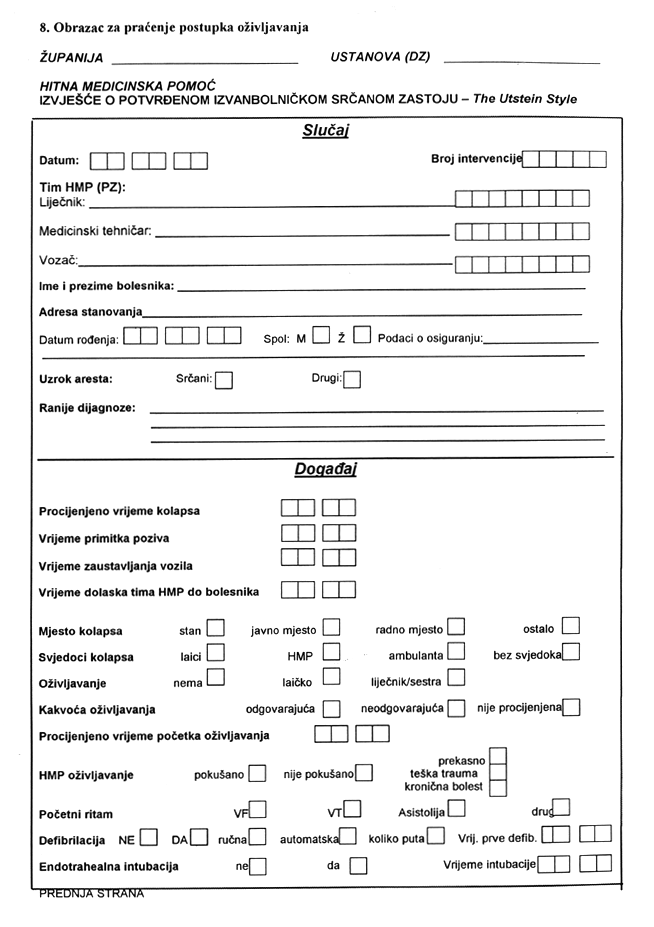 8. Obrazac za praćenje postupka oživljavanja
ŽUPANIJA USTANOVA (DZ)
HITNA MEDICINSKA POMOĆ
IZVJEŠĆE O POTVRĐENOM IZVANBOLNIČKOM SRČANOM ZASTOJU – The Utstein Style
Slučaj
Datum: Broj intervencije
Tim HMP (PZ):
Liječnik:
Medicinski tehničar:
Vozač:
Ime i prezime bolesnika:
Adresa stanovanja
Datum rođenja: Spol: M Ž Podaci o osiguranju:
Uzrok aresta: Srčani: Drugi:
Ranije dijagnoze:
Događaj
Procijenjeno vrijeme kolapsa
Vrijeme primitka poziva
Vrijeme zaustavljanja vozila
Vrijeme dolaska tima HMP do bolesnika
Mjesto kolapsa stan javno mjesto radno mjesto ostalo
Svjedoci kolapsa laici HMP ambulanta bez svjedoka
Oživljavanje nema laičko liječnik/sestra
Kakvoća oživljavanja odgovarajuća neodgovarajuća nije procijenjena
Procijenjeno vrijeme početka oživljavanja
prekasno
HMP oživljavanje pokušano nije pokušano teška trauma
kronična bolest
Početni ritam VF VT Asistolija drug
Defibrilacija NE DA ručna automatska koliko puta Vrij. prve defib.
Endotrahealna intubacija ne da Vrijeme intubacije
PREDNJA STRANA